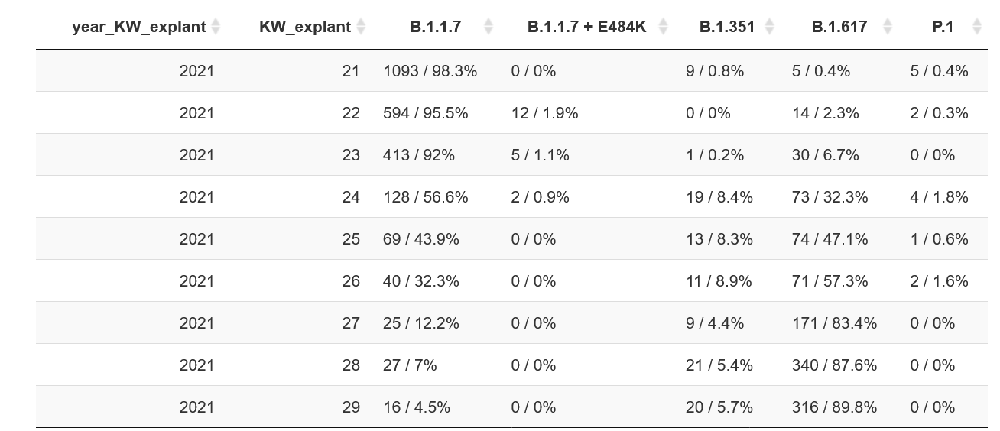 year_KW_explant KW_explant B.1.1.7 B.1.1.7 + E484K B.1.351 B.1.617 P.1
2021 21 1093 / 98.3% 0 / 0% 9 / 0.8% 5 / 0.4% 5 / 0.4%
2021 22 594 / 95.5% 12 / 1.9% 0 / 0% 14 / 2.3% 2 / 0.3%
2021 23 413 / 92% 5 / 1.1% 1 / 0.2% 30 / 6.7% 0 / 0%
2021 24 128 / 56.6% 2 / 0.9% 19 / 8.4% 73 / 32.3% 4 / 1.8%
2021 25 69 / 43.9% 0 / 0% 13 / 8.3% 74 / 47.1% 1 / 0.6%
2021 26 40 / 32.3% 0 / 0% 11 / 8.9% 71 / 57.3% 2 / 1.6%
2021 27 25 / 12.2% 0 / 0% 9 / 4.4% 171 / 83.4% 0 / 0%
2021 28 27 / 7% 0 / 0% 21 / 5.4% 340 / 87.6% 0 / 0%
2021 29 16 / 4.5% 0 / 0% 20 / 5.7% 316 / 89.8% 0 / 0%